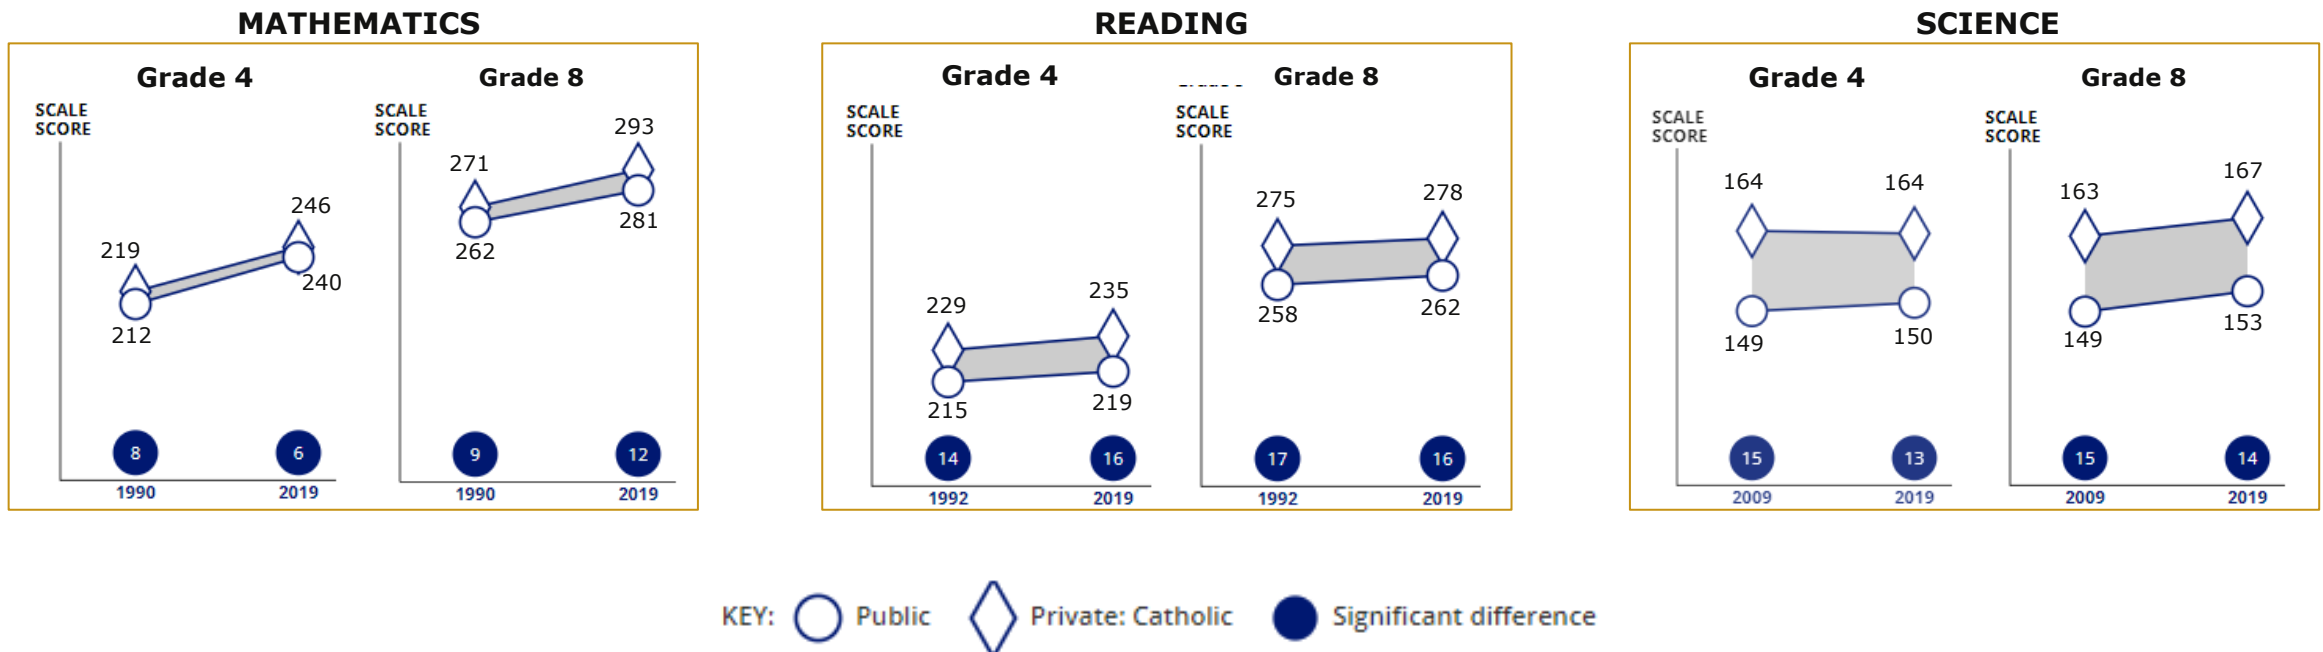 MATHEMATICS
Grade 4
SCALE
SCORE
219
246
212
240
8
6
1990
2019
Grade 8
SCALE
SCORE
271
293
262
281
9
12
1990
2019
READING
Grade 4
SCALE
SCORE
229
235
215
219
14
16
1992
2019
Grade 8
SCALE
SCORE
275
278
258
262
17
16
1992
2019
SCIENCE
Grade 4
SCALE
SCORE
164
164
149
150
15
13
2009
2019
Grade 8
SCALE
SCORE
163
167
149
153
15
14
2009
2019
KEY: Public Private: Catholic Significant difference